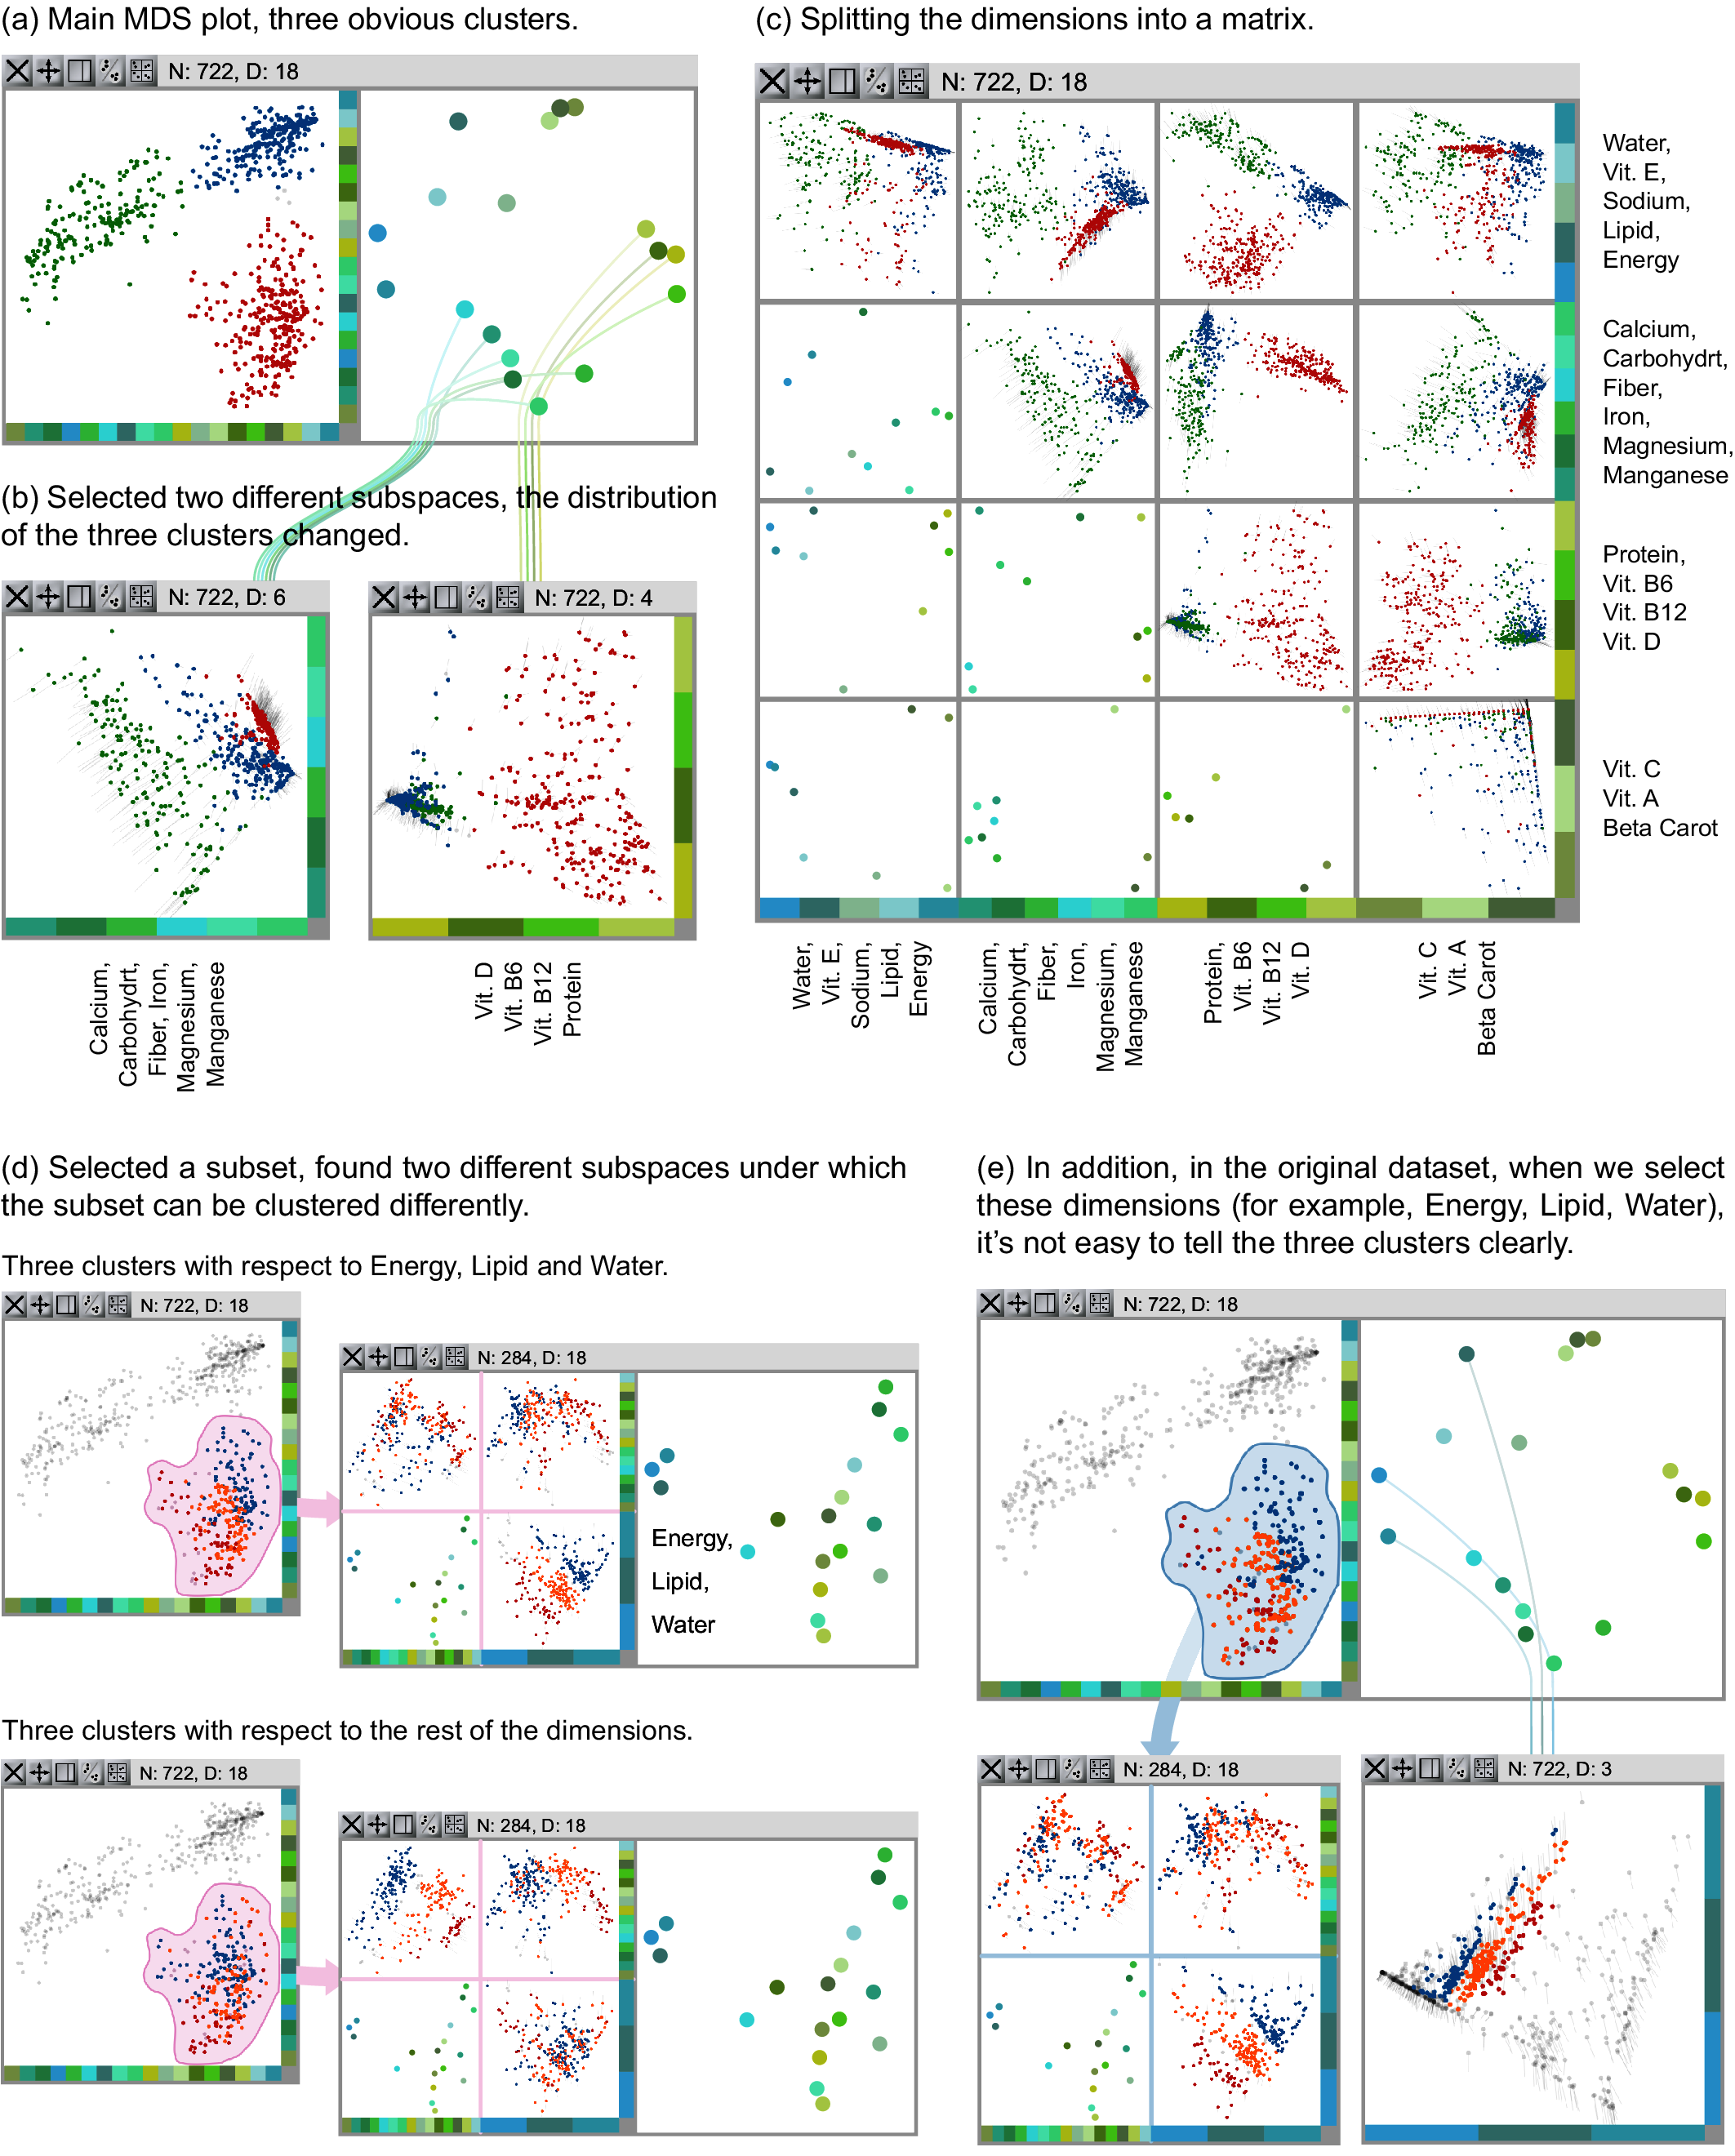 (a) Main MDS plot, three obvious clusters.
N: 722, D: 18
(b) Selected two different subspaces, the distribution
of the three clusters changed.
N: 722, D: 6
N: 722, D: 4
Calcium,
Carbohydrt,
Fiber, Iron,
Magnesium,
Manganese
Vit. D
Vit. B6
Vit. B12
Protein
(c) Splitting the dimensions into a matrix.
N: 722, D: 18
Water,
Vit. E,
Sodium,
Lipid,
Energy
Calcium,
Carbohydrt,
Fiber,
Iron,
Magnesium,
Manganese
Protein,
Vit. B6
Vit. B12
Vit. D
Vit. C
Vit. A
Beta Carot
Water,
Vit. E,
Sodium,
Lipid,
Energy
Calcium,
Carbohydrt,
Fiber,
Iron,
Magnesium,
Manganese
Protein,
Vit. B6
Vit. B12
Vit. D
Vit. C
Vit. A
Beta Carot
(d) Selected a subset, found two different subspaces under which
the subset can be clustered differently.
Three clusters with respect to Energy, Lipid and Water.
N: 722, D: 18
N: 284, D: 18
Energy,
Lipid,
Water
Three clusters with respect to the rest of the dimensions.
N: 722, D: 18
N: 284, D: 18
(e) In addition, in the original dataset, when we select
these dimensions (for example, Energy, Lipid, Water),
it's not easy to tell the three clusters clearly.
N: 722, D: 18
N: 284, D: 18
N: 722, D: 3